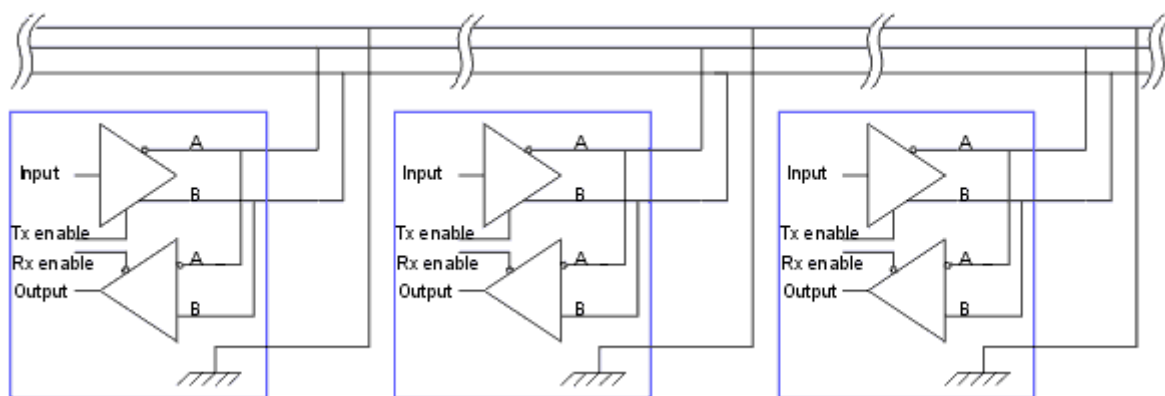 A
Input
B
Tx enable
Rx enable
A
Output
B
A
Input
B
Tx enable
Rx enable
A
Output
B
A
Input
B
Tx enable
Rx enable
A
Output
B